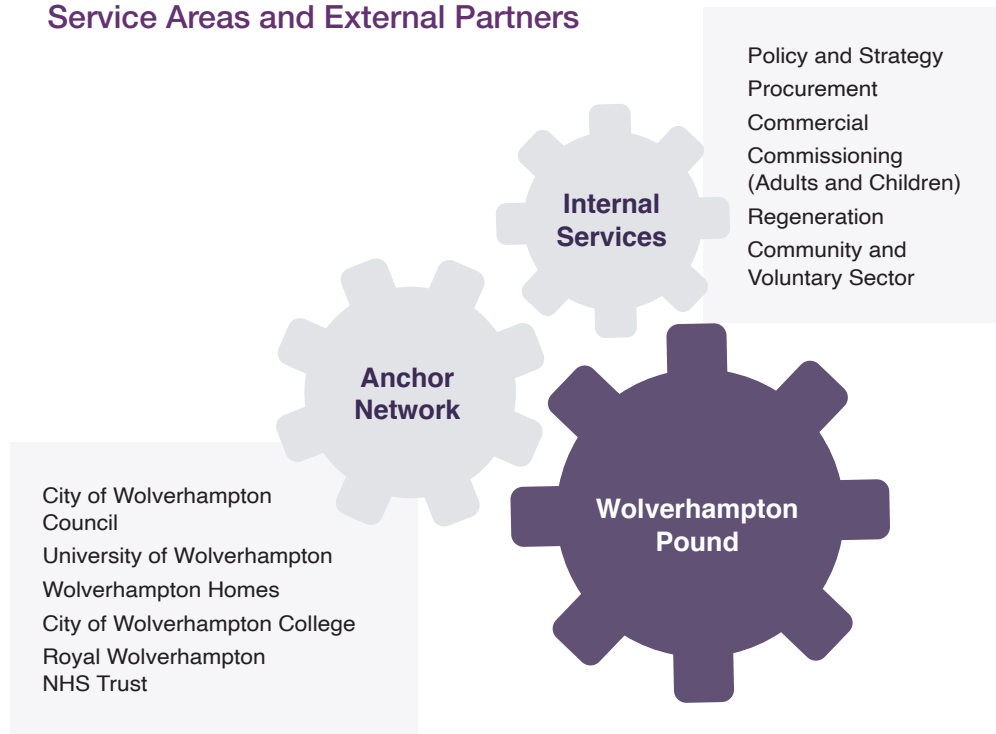 Service Areas and External Partners
Policy and Strategy
Procurement
Commercial
Commissioning
(Adults and Children)
Regeneration
Community and
Voluntary Sector
Internal
Services
Anchor
Network
Wolverhampton
Pound
City of Wolverhampton
Council
University of Wolverhampton
Wolverhampton Homes
City of Wolverhampton College
Royal Wolverhampton
NHS Trust